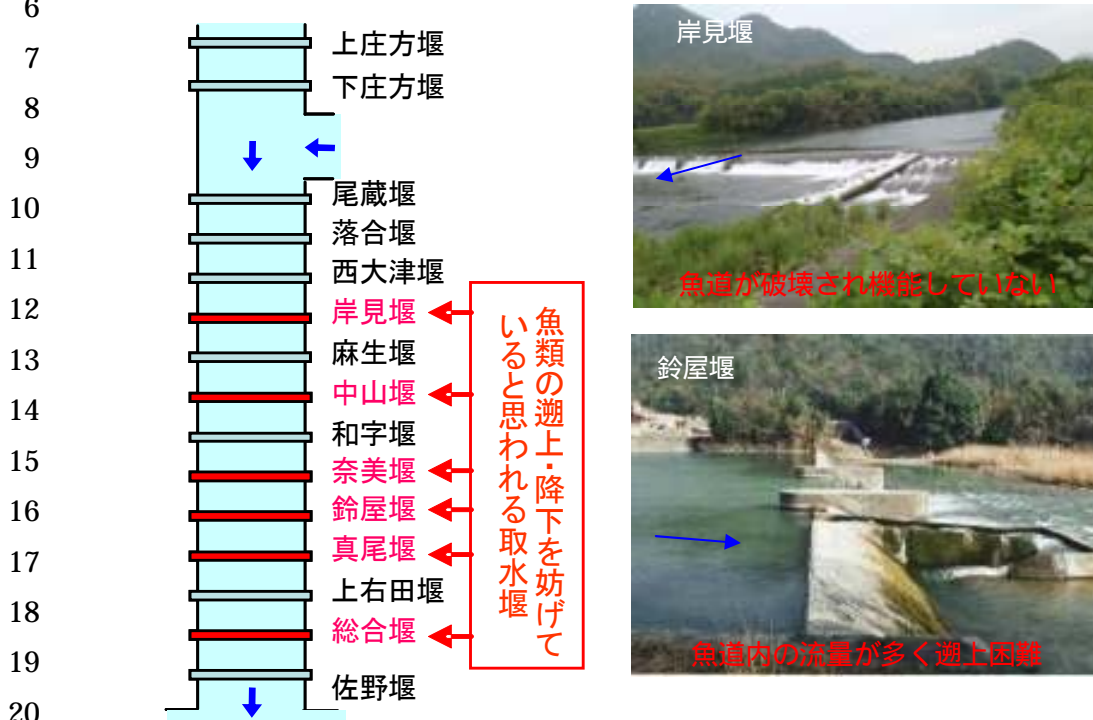 6
7
8
9
10
11
12
13
14
15
16
17
18
19
20
上庄方堰
下庄方堰
尾蔵堰
落合堰
西大津堰
岸見堰
麻生堰
中山堰
和字堰
奈美堰
鈴屋堰
真尾堰
上右田堰
総合堰
佐野堰
魚類の遡上・降下を妨げて
いると思われる取水堰
岸見堰
魚道が破壊され機能していない
鈴屋堰
魚道内の流量が多く遡上困難